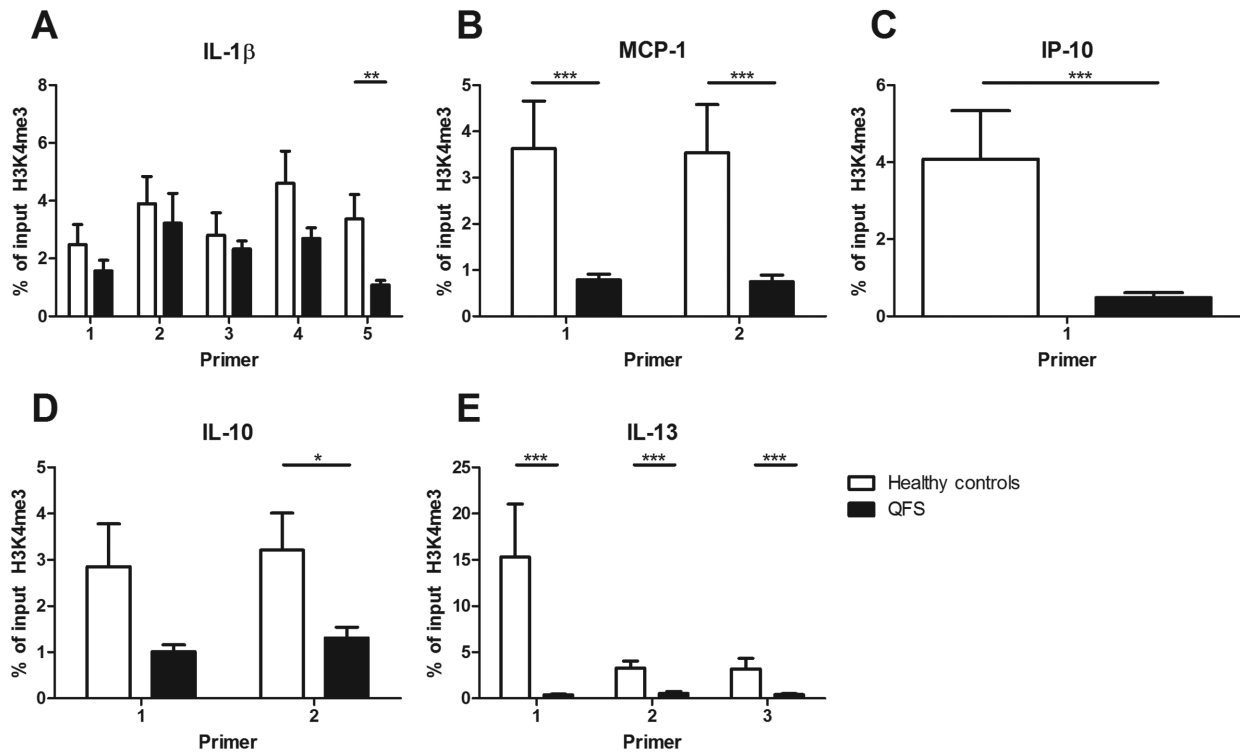 A
IL-1β
% of input H3K4me3
8
6
4
2
0
**
1 2 3 4 5
Primer
B
MCP-1
% of input H3K4me3
5
4
3
2
1
0
*** ***
1 2
Primer
C
IP-10
% of input H3K4me3
6
4
2
0
***
1
Primer
D
IL-10
% of input H3K4me3
5
4
3
2
1
0
*
1 2
Primer
E
IL-13
% of input H3K4me3
25
20
15
10
5
0
*** *** ***
1 2 3
Primer
Healthy controls
QFS